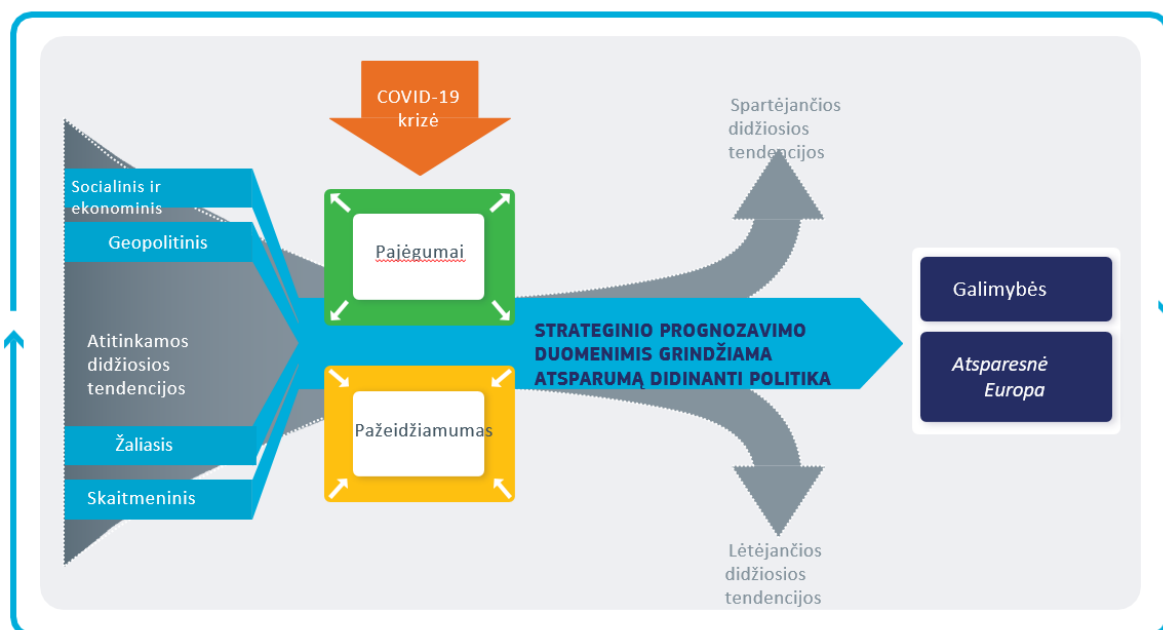 COVID-19
krizė
Spartėjančios
didžiosios
tendencijos
Socialinis ir
ekonominis
Geopolitinis
Pajėgumai
Galimybės
Atitinkamos
didžiosios
tendencijos
STRATEGINIO PROGNOZAVIMO
DUOMENIMIS GRINDŽIAMA
ATSPARUMĄ DIDINANTI POLITIKA
Atsparesnė
Europa
Pažeidžiamumas
Žaliasis
Skaitmeninis
Lėtėjančios
didžiosios
tendencijos